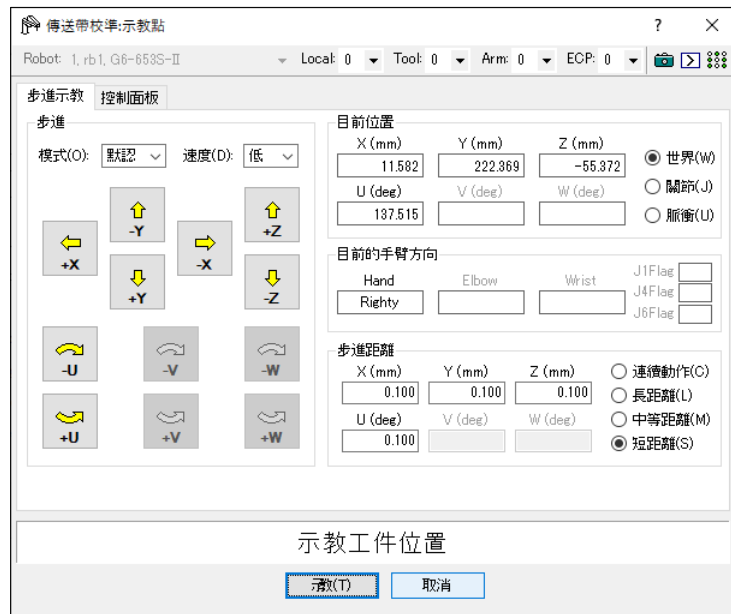 傳送帶校準:示教點
Robot: 1, rb1, G6-653S-II Local: 0 Tool: 0 Arm: 0 ECP: 0
步進示教 控制面板
步進
模式(O): 默認 速度(D): 低
+X -Y -X +Z
+Y -Z
-U -V -W
+U +V +W
目前位置
X (mm) Y (mm) Z (mm)
11.582 222.369 -55.372
U (deg) V (deg) W (deg)
137.515
世界(W)
關節(J)
脈衝(U)
目前的手臂方向
Hand Elbow Wrist
Righty
J1Flag
J4Flag
J6Flag
步進距離
X (mm) Y (mm) Z (mm)
0.100 0.100 0.100
U (deg) V (deg) W (deg)
0.100
連續動作(C)
長距離(L)
中等距離(M)
短距離(S)
示教工件位置
示教(T) 取消